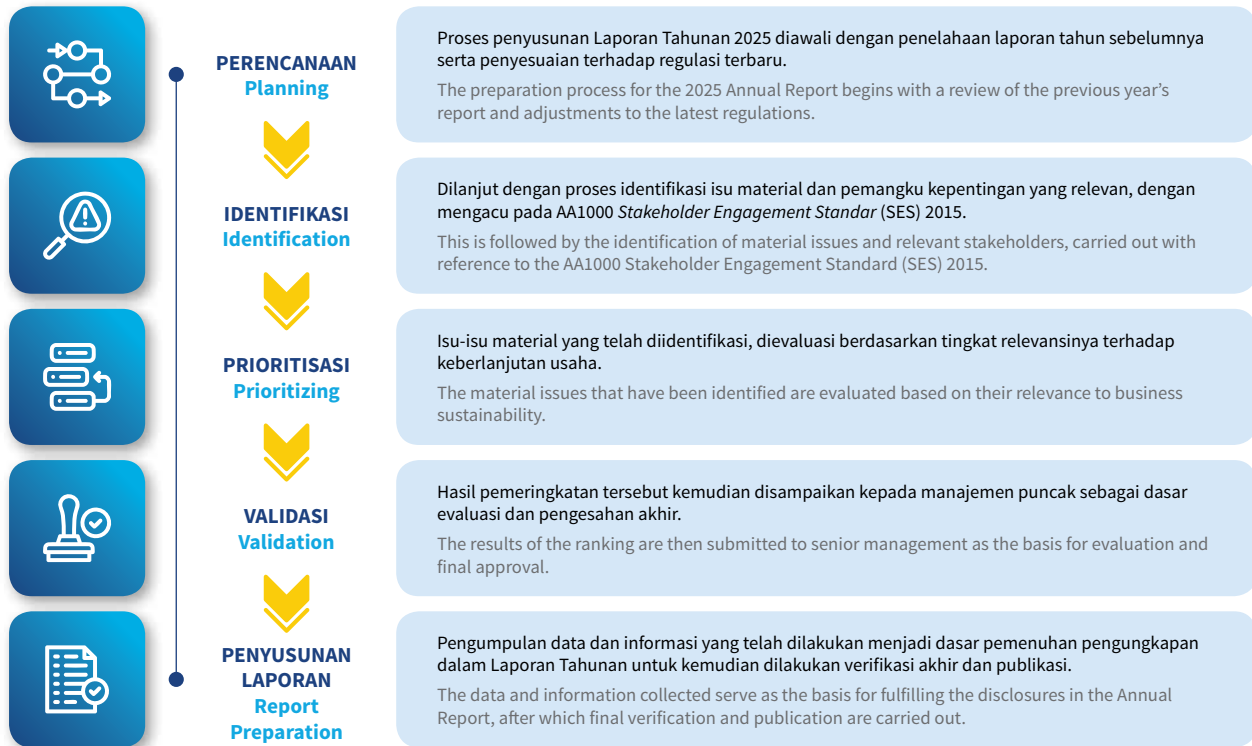 PERENCANAAN
Planning
Proses penyusunan Laporan Tahunan 2025 diawali dengan penelahaan laporan tahun sebelumnya
serta penyesuaian terhadap regulasi terbaru.
The preparation process for the 2025 Annual Report begins with a review of the previous year's
report and adjustments to the latest regulations.
IDENTIFIKASI
Identification
Dilanjut dengan proses identifikasi isu material dan pemangku kepentingan yang relevan, dengan
mengacu pada AA1000 Stakeholder Engagement Standar (SES) 2015.
This is followed by the identification of material issues and relevant stakeholders, carried out with
reference to the AA1000 Stakeholder Engagement Standard (SES) 2015.
PRIORITISASI
Prioritizing
Isu-isu material yang telah diidentifikasi, dievaluasi berdasarkan tingkat relevansinya terhadap
keberlanjutan usaha.
The material issues that have been identified are evaluated based on their relevance to business
sustainability.
VALIDASI
Validation
Hasil pemeringkatan tersebut kemudian disampaikan kepada manajemen puncak sebagai dasar
evaluasi dan pengesahan akhir.
The results of the ranking are then submitted to senior management as the basis for evaluation and
final approval.
PENYUSUNAN
LAPORAN
Report
Preparation
Pengumpulan data dan informasi yang telah dilakukan menjadi dasar pemenuhan pengungkapan
dalam Laporan Tahunan untuk kemudian dilakukan verifikasi akhir dan publikasi.
The data and information collected serve as the basis for fulfilling the disclosures in the Annual
Report, after which final verification and publication are carried out.